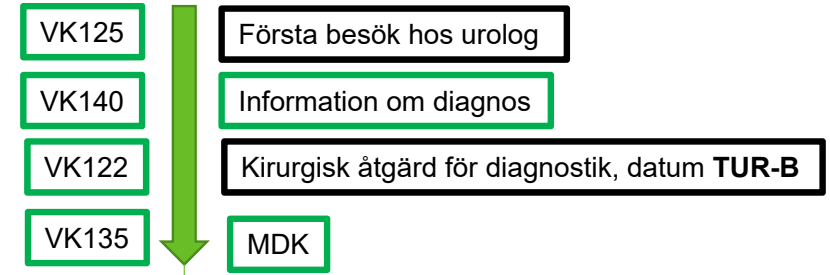 VK125 Första besök hos urolog
VK140 Information om diagnos
VK122 Kirurgisk åtgärd för diagnostik, datum TUR-B
VK135 MDK